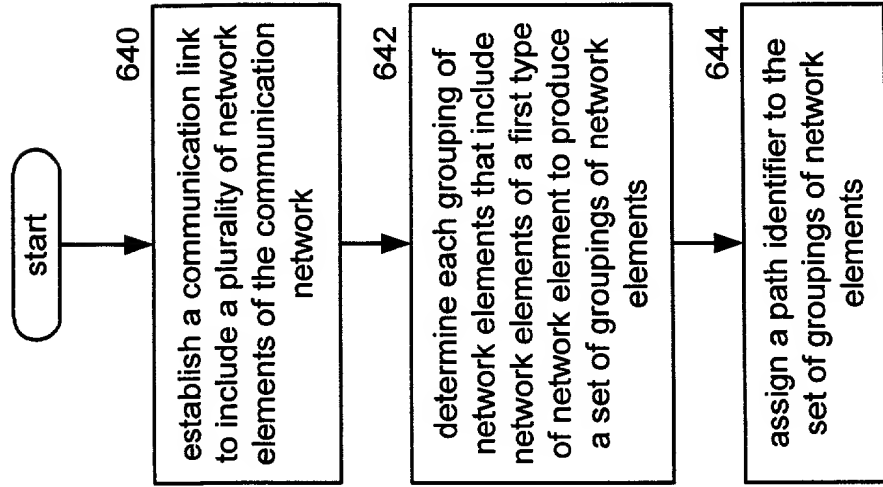 start
640
establish a communication link
to include a plurality of network
elements of the communication
network
642
determine each grouping of
network elements that include
network elements of a first type
of network element to produce
a set of groupings of network
elements
644
assign a path identifier to the
set of groupings of network
elements